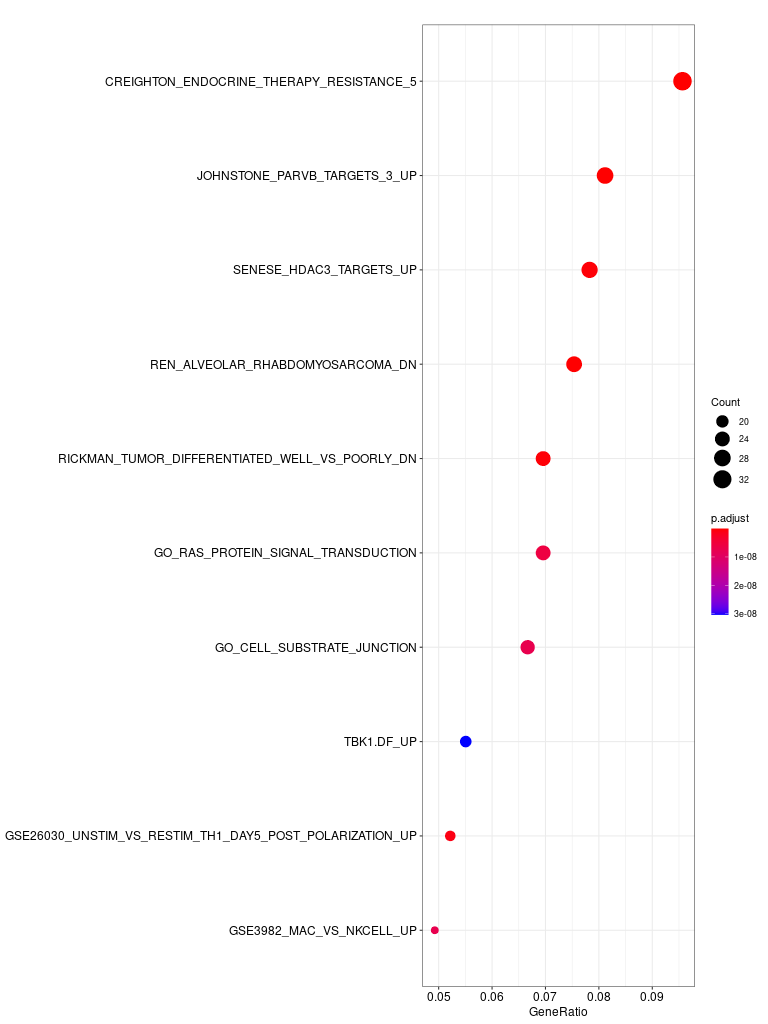 CREIGHTON_ENDOCRINE_THERAPY_RESISTANCE_5
JOHNSTONE_PARVB_TARGETS_3_UP
SENESE_HDAC3_TARGETS_UP
REN_ALVEOLAR_RHABDOMYOSARCOMA_DN
RICKMAN_TUMOR_DIFFERENTIATED_WELL_VS_POORLY_DN
GO_RAS_PROTEIN_SIGNAL_TRANSDUCTION
GO_CELL_SUBSTRATE_JUNCTION
TBK1.DF_UP
GSE26030_UNSTIM_VS_RESTIM_TH1_DAY5_POST_POLARIZATION_UP
GSE3982_MAC_VS_NKCELL_UP
0.05 0.06 0.07 0.08 0.09
GeneRatio
Count
20
24
28
32
p.adjust
1e-08
2e-08
3e-08